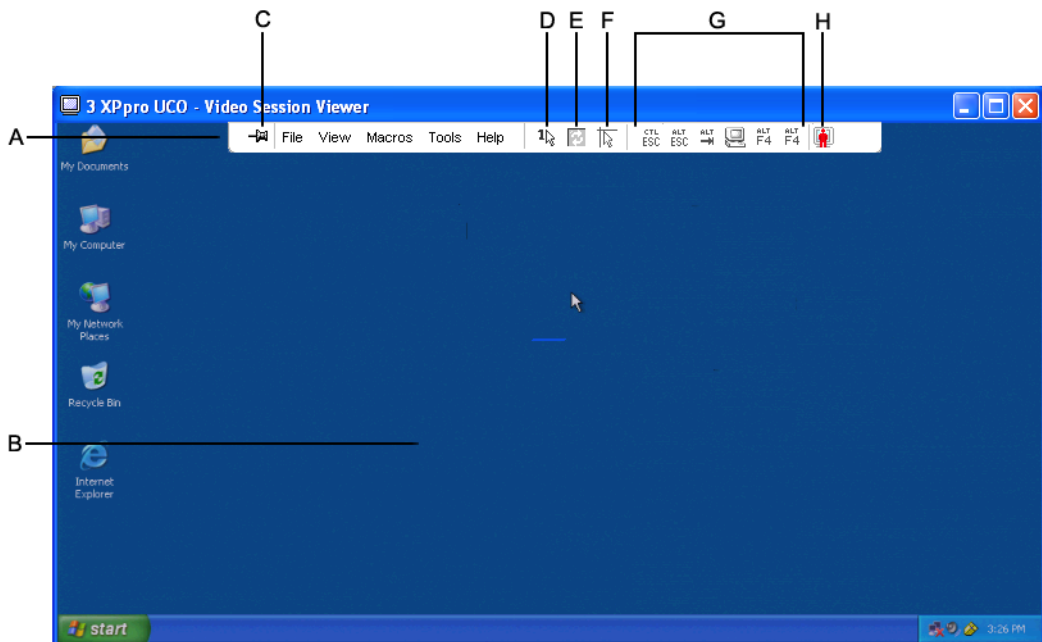 C D E F G H
3 XPpro UCO - Video Session Viewer
A
File View Macros Tools Help 1 CTL ESC ALT ESC ALT ALT F4 ALT F4
My Documents
My Computer
My Network
Places
Recycle Bin
B
Internet
Explorer
start 3:26 PM